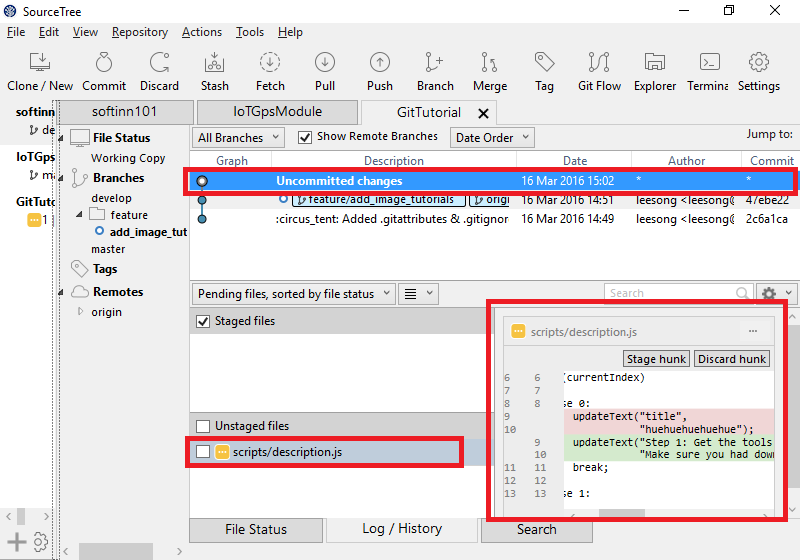 SourceTree
File Edit View Repository Actions Tools Help
Clone / New Commit Discard Stash Fetch Pull Push Branch Merge Tag Git Flow Explorer Termina Settings
softinn101 IoTGpsModule GitTutorial
softinn
de
IoTGps
ma
GitTuto
1
File Status
Working Copy
Branches
develop
feature
add_image_tut
master
Tags
Remotes
origin
All Branches Show Remote Branches Date Order Jump to:
Graph Description Date Author Commit
Uncommitted changes 16 Mar 2016 15:02 * *
feature/add_image_tutorials origi 16 Mar 2016 14:51 leesong <leesong@ 47ebe22
:circus_tent: Added .gitattributes & .gitignor 16 Mar 2016 14:49 leesong <leesong@ 2c6a1ca
Pending files, sorted by file status Search
Staged files
Unstaged files
scripts/description.js
scripts/description.js ...
Stage hunk Discard hunk
6 6 (currentIndex)
7 7
8 8 se 0:
9 updateText("title",
10 "huehuehuehuehue");
9 updateText("Step 1: Get the tools
10 "Make sure you had down
11 11 break;
12 12
13 13 se 1:
File Status Log / History Search